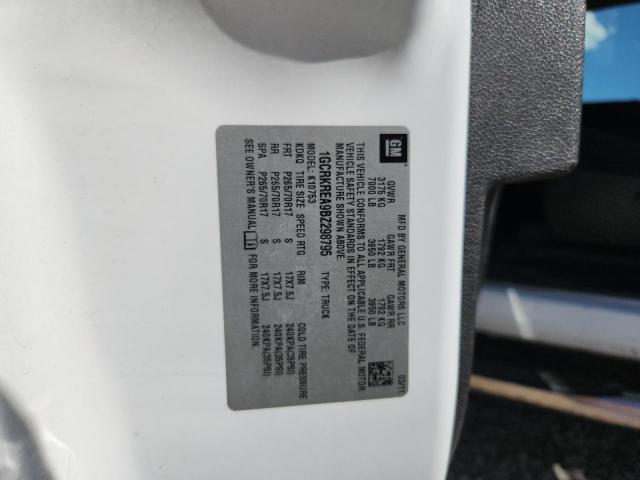 GM
MFD BY GENERAL MOTORS LLC
03/11
GVWR GAWR FRT GAWR RR
3175 KG 1792 KG 1792 KG
7000 LB 3950 LB 3950 LB
THIS VEHICLE CONFORMS TO ALL APPLICABLE U.S. FEDERAL MOTOR
VEHICLE SAFETY STANDARDS IN EFFECT ON THE DATE OF
MANUFACTURE SHOWN ABOVE.
1GCRKREA9BZ298795 TYPE: TRUCK
MODEL: K10753
KDKQ TIRE SIZE SPEED RTG RIM COLD TIRE PRESSURE
FRT P265/70R17 S 17X7.5J 240KPA(35PSI)
RR P265/70R17 S 17X7.5J 240KPA(35PSI)
SPA P265/70R17 S 17X7.5J 240KPA(35PSI)
SEE OWNER'S MANUAL FOR MORE INFORMATION.